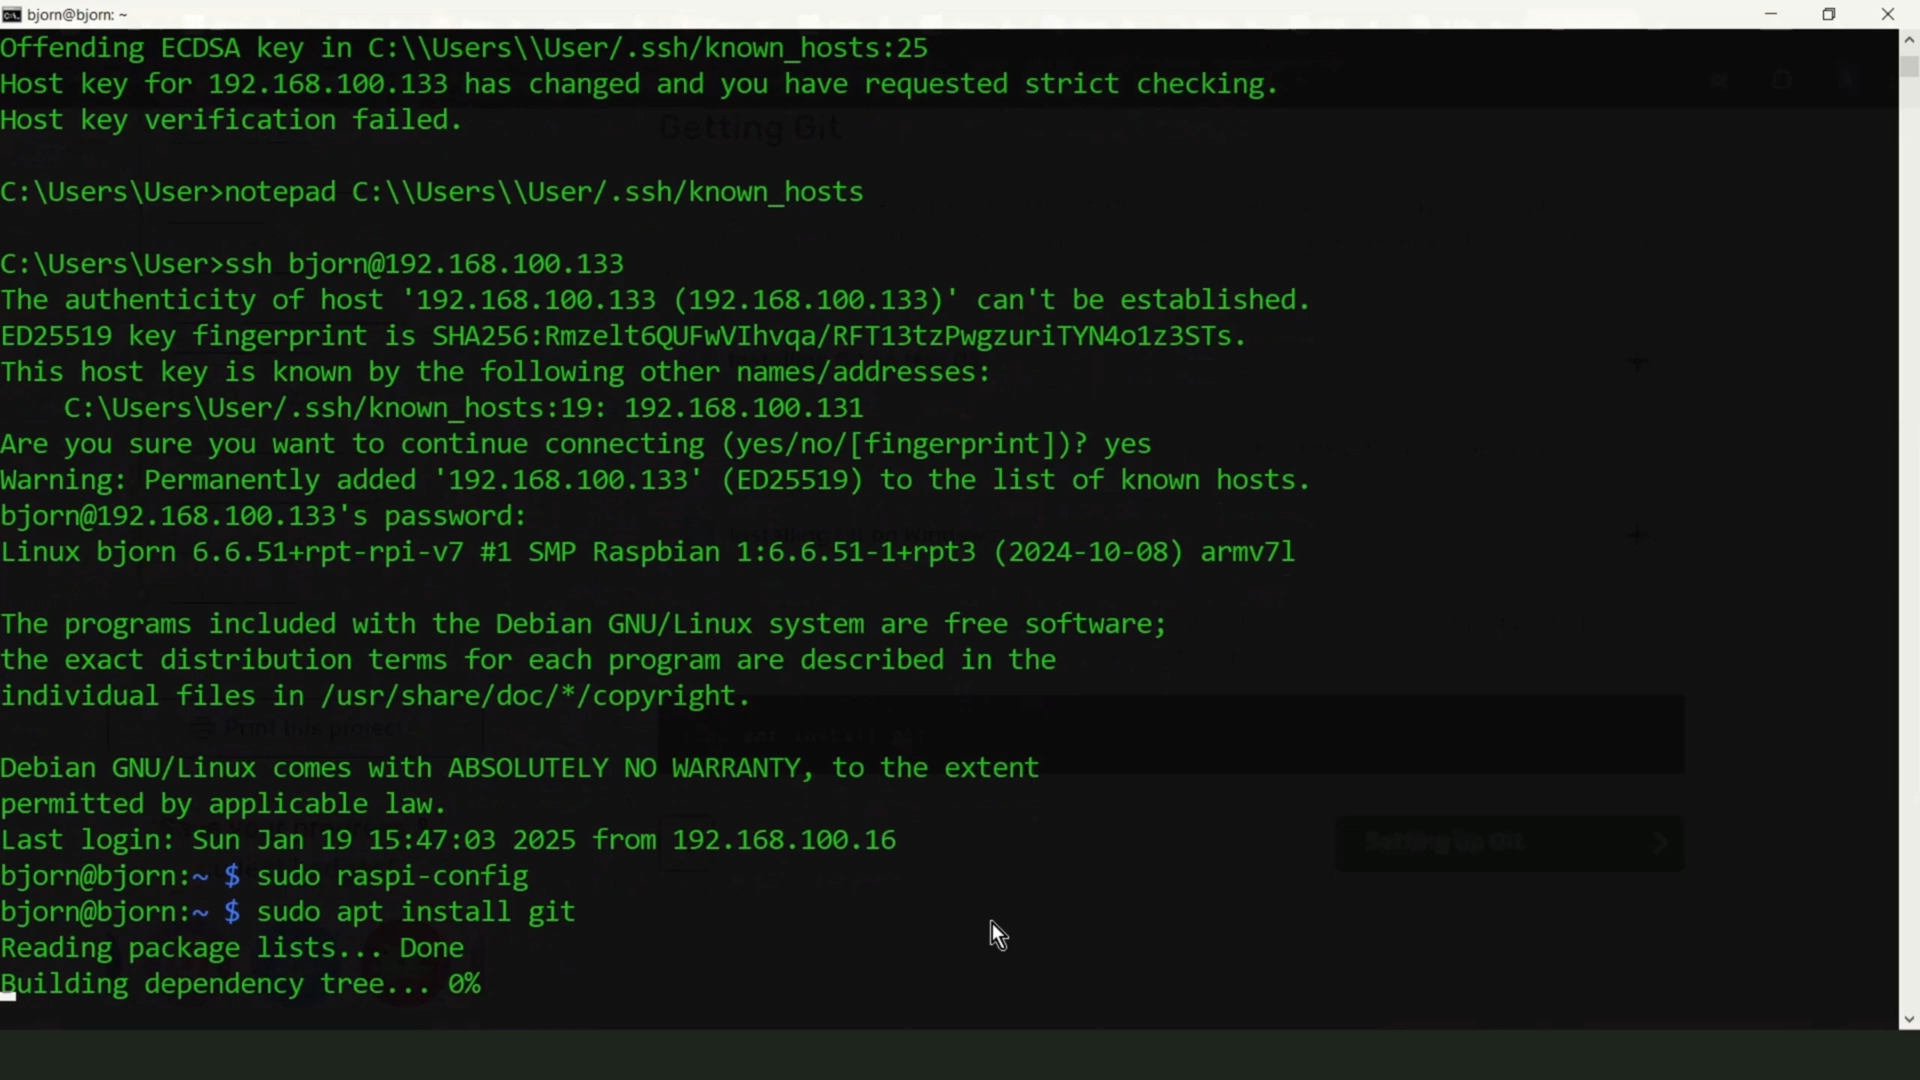 bjorn@bjorn: ~
Offending ECDSA key in C:\\Users\\User/.ssh/known_hosts:25
Host key for 192.168.100.133 has changed and you have requested strict checking.
Host key verification failed.
Getting Git
C:\Users\User>notepad C:\\Users\\User/.ssh/known_hosts
C:\Users\User>ssh bjorn@192.168.100.133
The authenticity of host '192.168.100.133 (192.168.100.133)' can't be established.
ED25519 key fingerprint is SHA256:Rmzelt6QUFwVIhvqa/RFT13tzPwgzuriTYN4o1z3STs.
This host key is known by the following other names/addresses:
    C:\Users\User/.ssh/known_hosts:19: 192.168.100.131
Are you sure you want to continue connecting (yes/no/[fingerprint])? yes
Warning: Permanently added '192.168.100.133' (ED25519) to the list of known hosts.
bjorn@192.168.100.133's password:
Linux bjorn 6.6.51+rpt-rpi-v7 #1 SMP Raspbian 1:6.6.51-1+rpt3 (2024-10-08) armv7l
The programs included with the Debian GNU/Linux system are free software;
the exact distribution terms for each program are described in the
individual files in /usr/share/doc/*/copyright.
Print this project
Debian GNU/Linux comes with ABSOLUTELY NO WARRANTY, to the extent
permitted by applicable law.
Last login: Sun Jan 19 15:47:03 2025 from 192.168.100.16
Setting up Git
bjorn@bjorn:~ $ sudo raspi-config
bjorn@bjorn:~ $ sudo apt install git
Reading package lists... Done
Building dependency tree... 0%